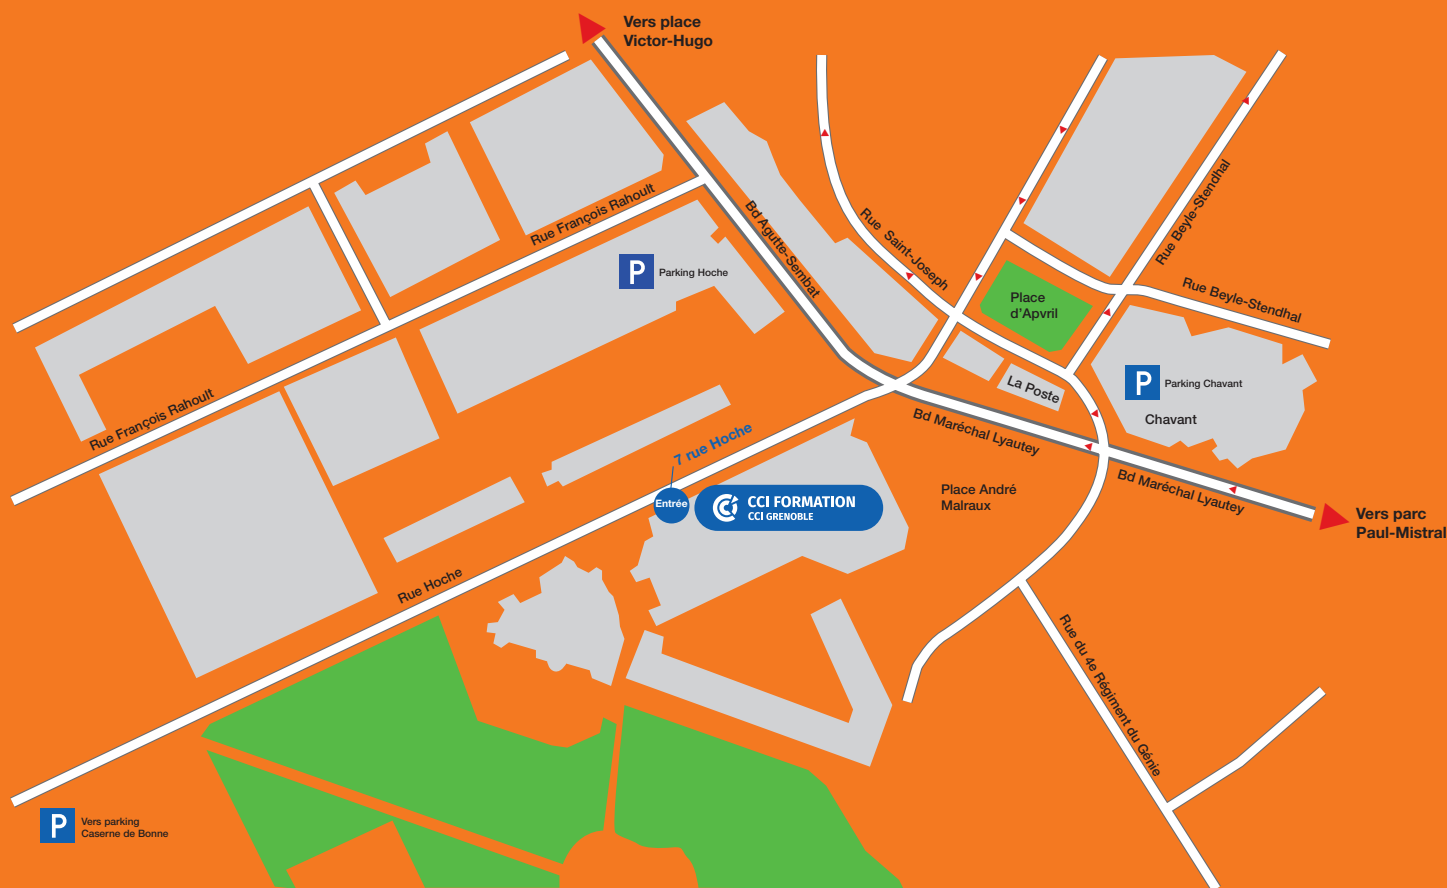 Vers place
Victor-Hugo
Rue François Rahoult
Parking Hoche
P
Bd Agutte-Sembat
Rue Saint-Joseph
Rue Beyle-Stendhal
Rue Beyle-Stendhal
Place
d'Apvril
P
Parking Chavant
Chavant
La Poste
Rue François Rahoult
7 rue Hoche
Bd Maréchal Lyautey
Bd Maréchal Lyautey
Entrée
CCI FORMATION
CCI GRENOBLE
Place André
Malraux
Vers parc
Paul-Mistral
Rue Hoche
Rue du 4e Régiment du Génie
P
Vers parking
Caserne de Bonne